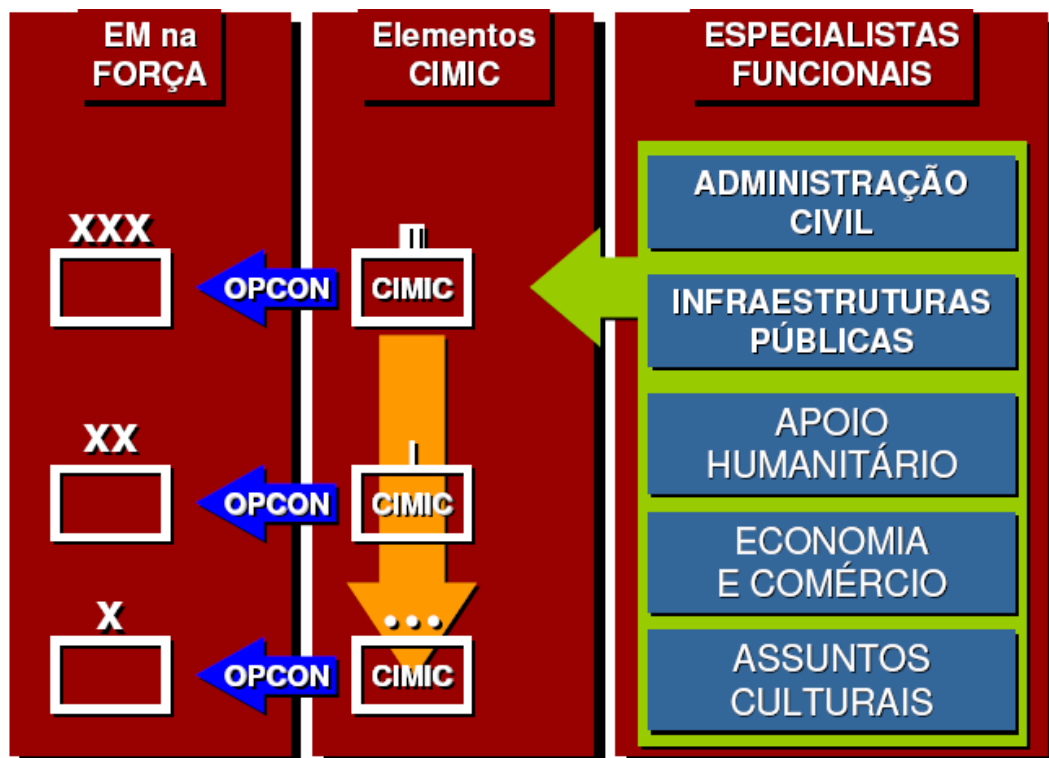 EM na
FORÇA
Elementos
CIMIC
ESPECIALISTAS
FUNCIONAIS
XXX
OPCON
II
CIMIC
XX
OPCON
I
CIMIC
X
OPCON
•••
CIMIC
ADMINISTRAÇÃO
CIVIL
INFRAESTRUTURAS
PÚBLICAS
APOIO
HUMANITÁRIO
ECONOMIA
E COMÉRCIO
ASSUNTOS
CULTURAIS